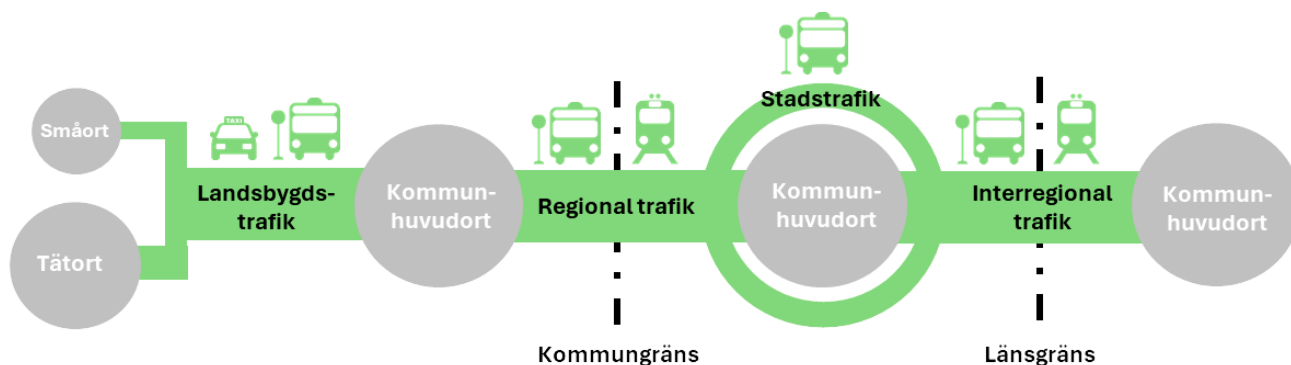 Stadstrafik
Småort
TAXI
Tätort
Landsbygds-
trafik
Kommun-
huvudort
Regional trafik
Kommun-
huvudort
Interregional
trafik
Kommun-
huvudort
Kommungräns
Länsgräns